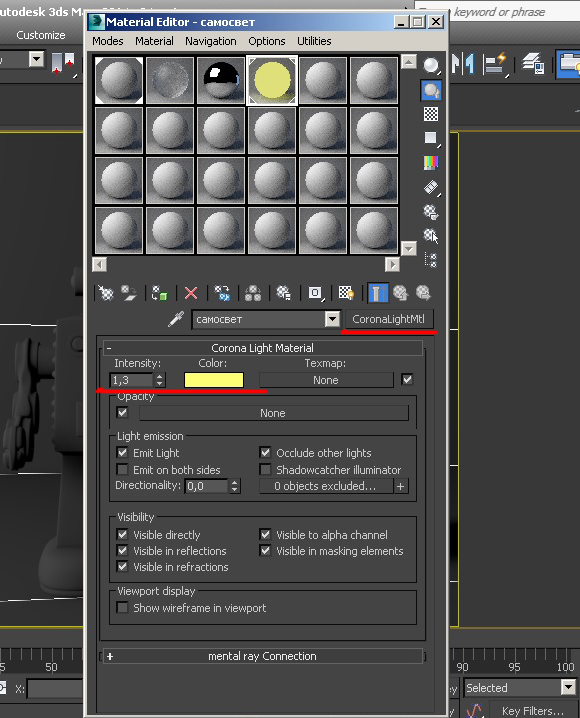 utodesk 3ds Ma
Material Editor - самосвет
keyword or phrase
Customize
Modes Material Navigation Options Utilities
самосвет CoronaLightMtl
- Corona Light Material
Intensity: Color: Texmap:
1,3 None
Opacity
None
Light emission
Emit Light Occlude other lights
Emit on both sides Shadowcatcher illuminator
Directionality: 0,0 0 objects excluded... +
Visibility
Visible directly Visible to alpha channel
Visible in reflections Visible in masking elements
Visible in refractions
Viewport display
Show wireframe in viewport
+ mental ray Connection
5 50 90 95 100
X: ey Selected
Key Filters...